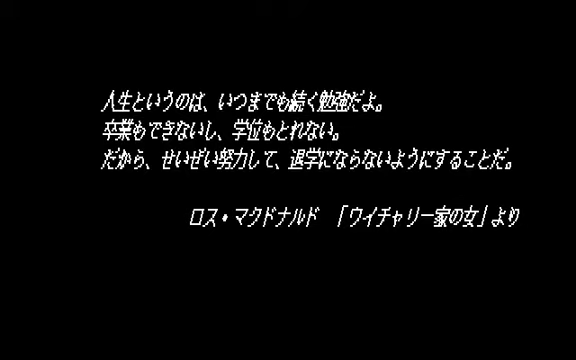 人生というのは、いつまでも続く勉強だよ。
卒業もできないし、学位もとれない。
だから、せいぜい努力して、退学にならないようにすることだ。
ロス・マクドナルド 「ウイチャリー家の女」より